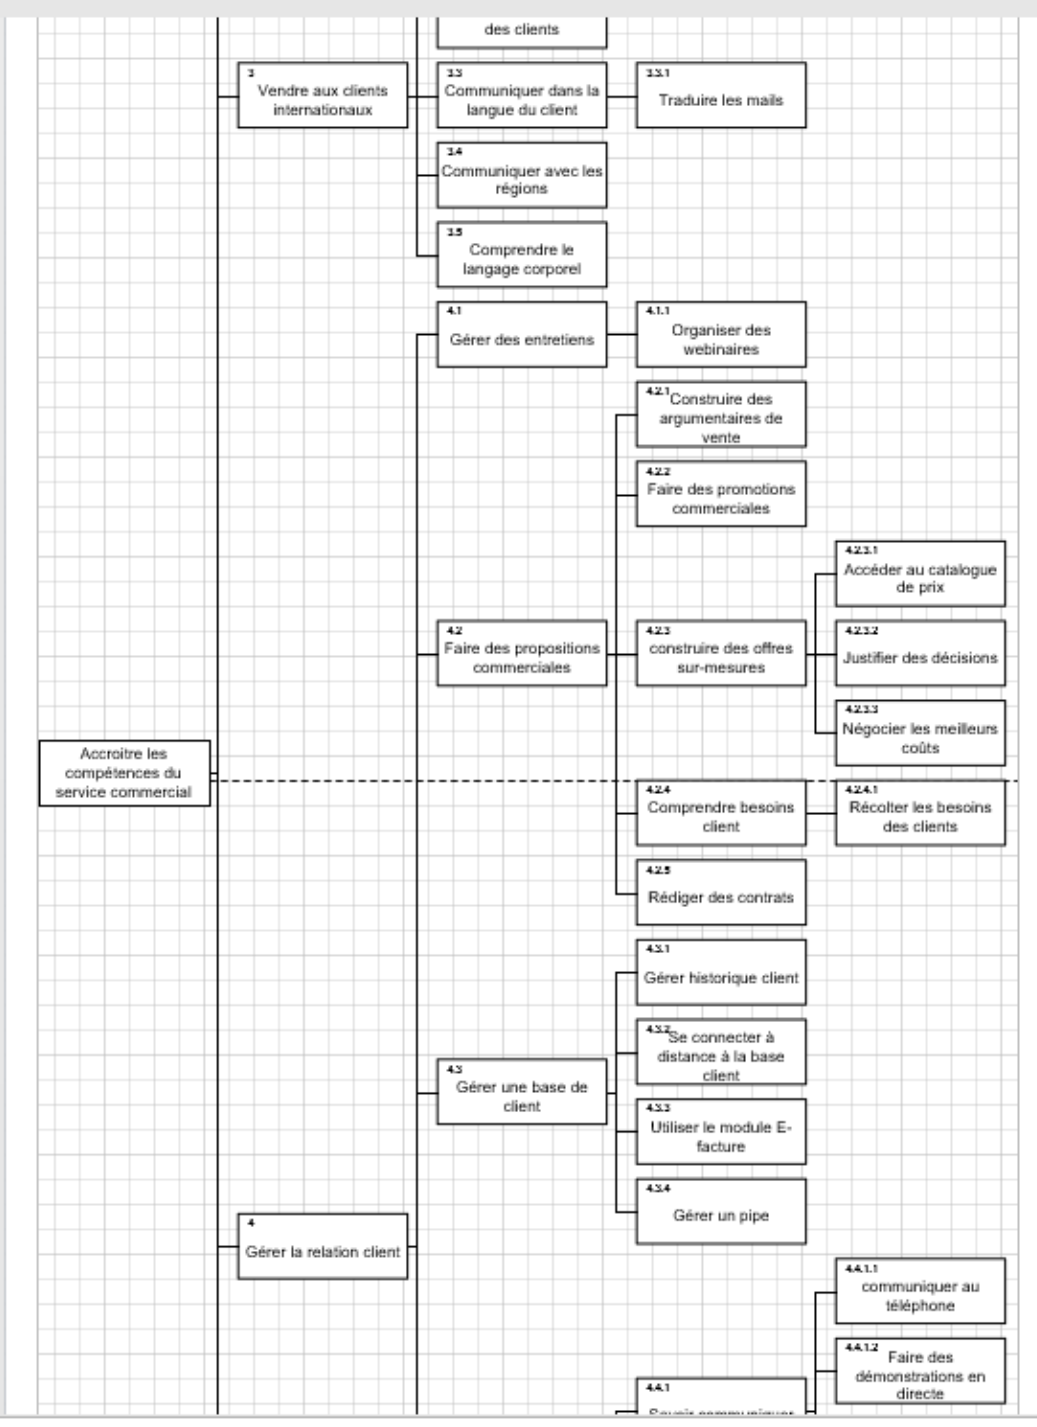 des clients
3
Vendre aux clients
internationaux
3.3
Communiquer dans la
langue du client
3.3.1
Traduire les mails
3.4
Communiquer avec les
régions
3.5
Comprendre le
langage corporel
4.1
Gérer des entretiens
4.1.1
Organiser des
webinaires
4.2.1
Construire des
argumentaires de
vente
4.2.2
Faire des promotions
commerciales
4.2.3.1
Accéder au catalogue
de prix
4.2
Faire des propositions
commerciales
4.2.3
construire des offres
sur-mesures
4.2.3.2
Justifier des décisions
4.2.3.3
Négocier les meilleurs
coûts
Accroitre les
compétences du
service commercial
4.2.4
Comprendre besoins
client
4.2.4.1
Récolter les besoins
des clients
4.2.5
Rédiger des contrats
4.3.1
Gérer historique client
4.3.2
Se connecter à
distance à la base
client
4.3
Gérer une base de
client
4.3.3
Utiliser le module E-
facture
4.3.4
Gérer un pipe
4
Gérer la relation client
4.4.1.1
communiquer au
téléphone
4.4.1.2
Faire des
démonstrations en
directe
4.4.1
Savoir communiquer